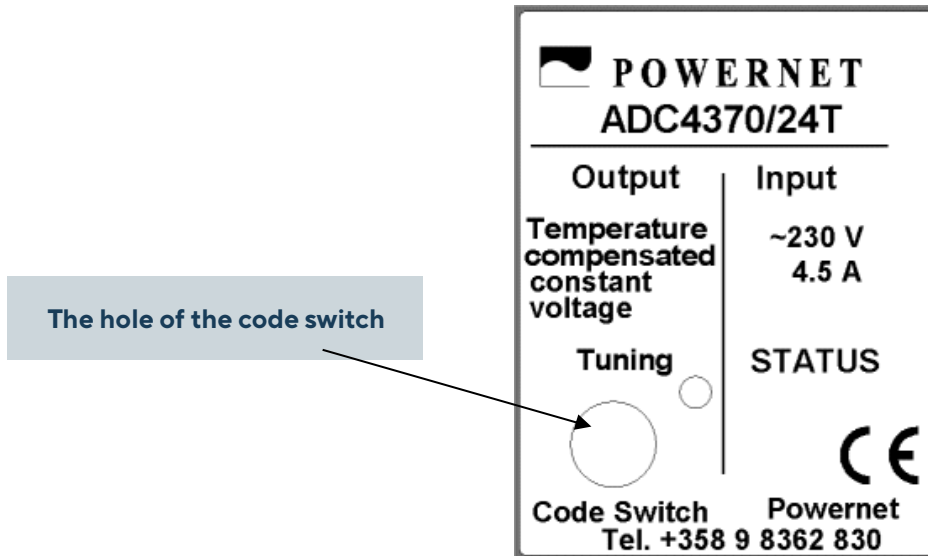 POWERNET
ADC4370/24T
Output
Input
Temperature
compensated
constant
voltage
~230 V
4.5 A
The hole of the code switch
Tuning
STATUS
CE
Code Switch
Powernet
Tel. +358 9 8362 830